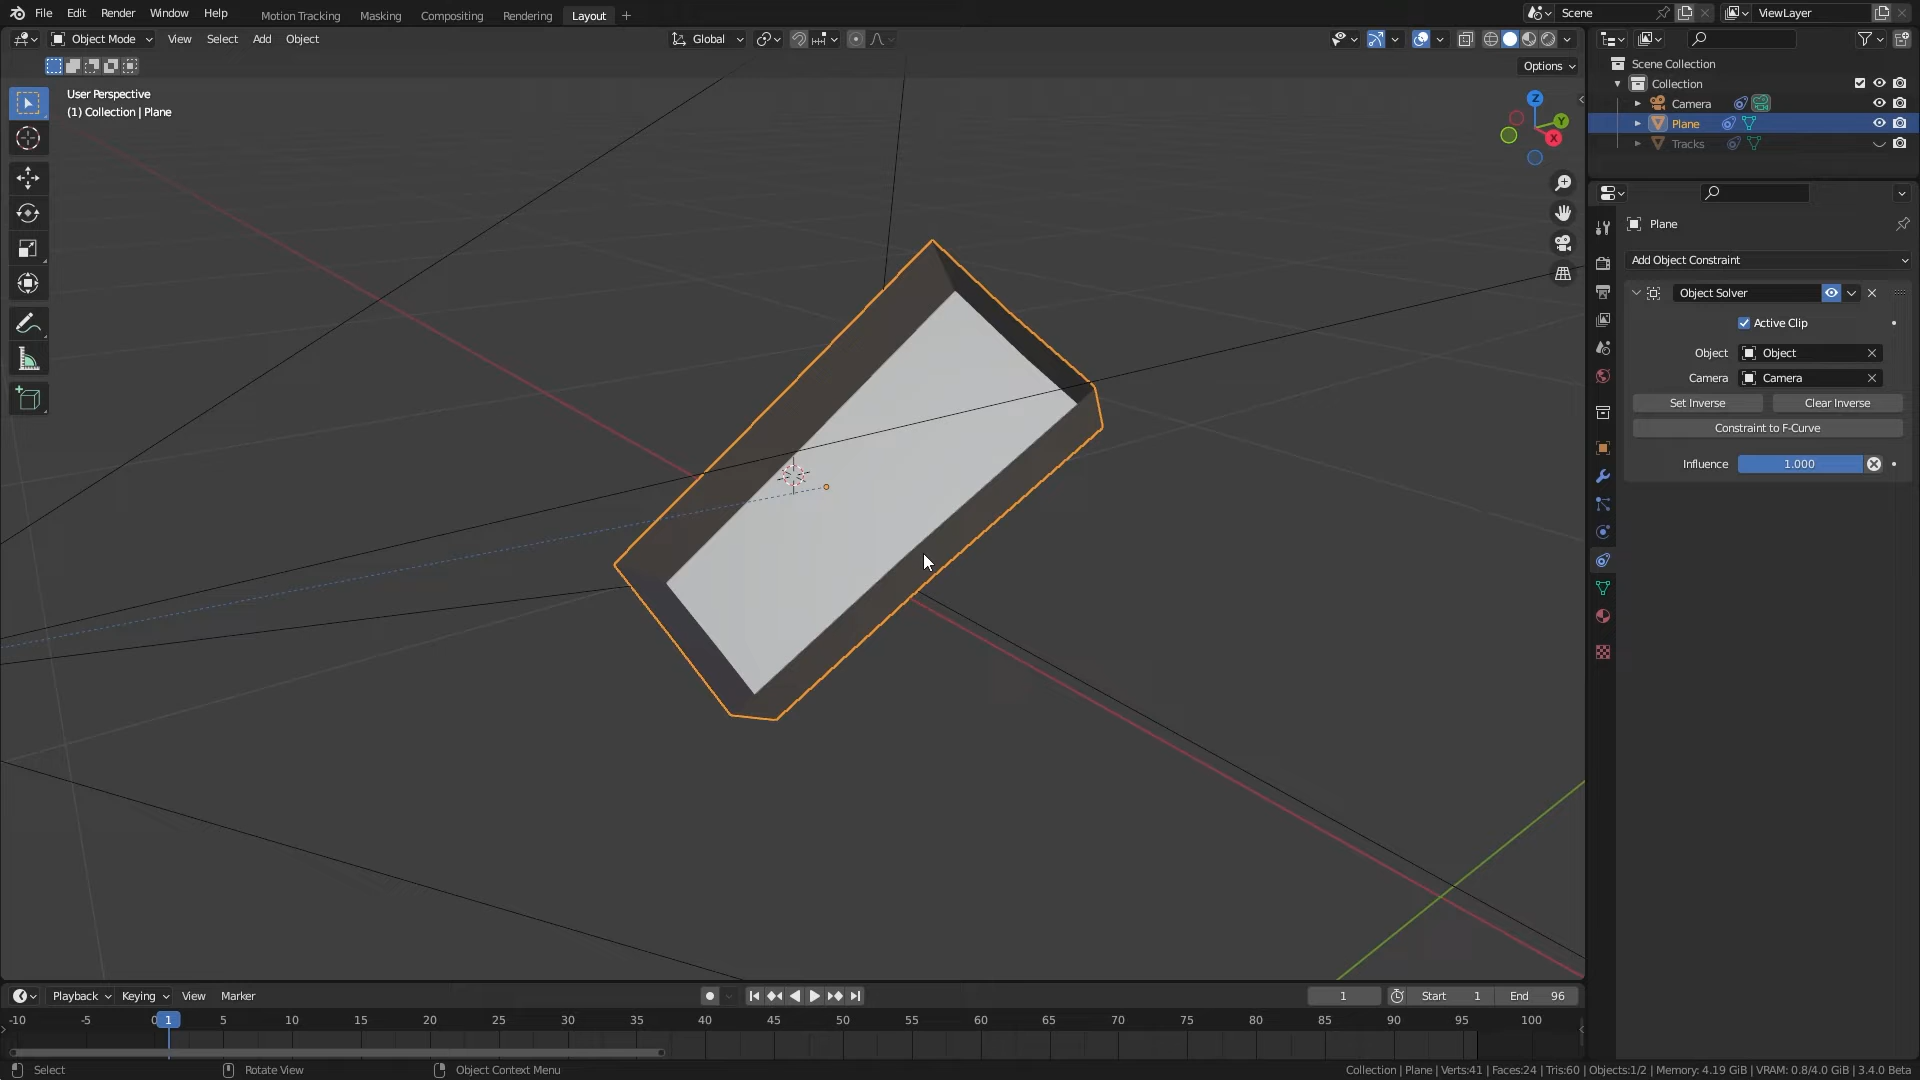 File Edit Render Window Help Motion Tracking Masking Compositing Rendering Layout + Scene ViewLayer
Object Mode View Select Add Object Global
Options
User Perspective
(1) Collection | Plane
Z
Y
X
Scene Collection
Collection
Camera
Plane
Tracks
Plane
Add Object Constraint
Object Solver
Active Clip
Object Object
Camera Camera
Set Inverse Clear Inverse
Constraint to F-Curve
Influence 1.000
Playback Keying View Marker 1 Start 1 End 96
-10 -5 0 1 5 10 15 20 25 30 35 40 45 50 55 60 65 70 75 80 85 90 95 100
Select Rotate View Object Context Menu Collection | Plane | Verts:41 | Faces:24 | Tris:60 | Objects:1/2 | Memory: 4.19 GiB | VRAM: 0.8/4.0 GiB | 3.4.0 Beta